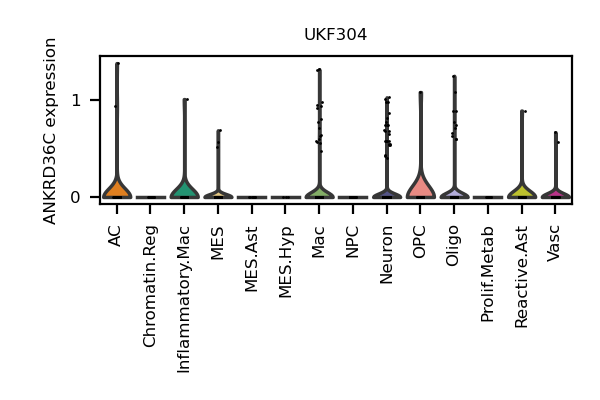 UKF304
ANKRD36C expression
1
0
AC
Chromatin.Reg
Inflammatory.Mac
MES
MES.Ast
MES.Hyp
Mac
NPC
Neuron
OPC
Oligo
Prolif.Metab
Reactive.Ast
Vasc